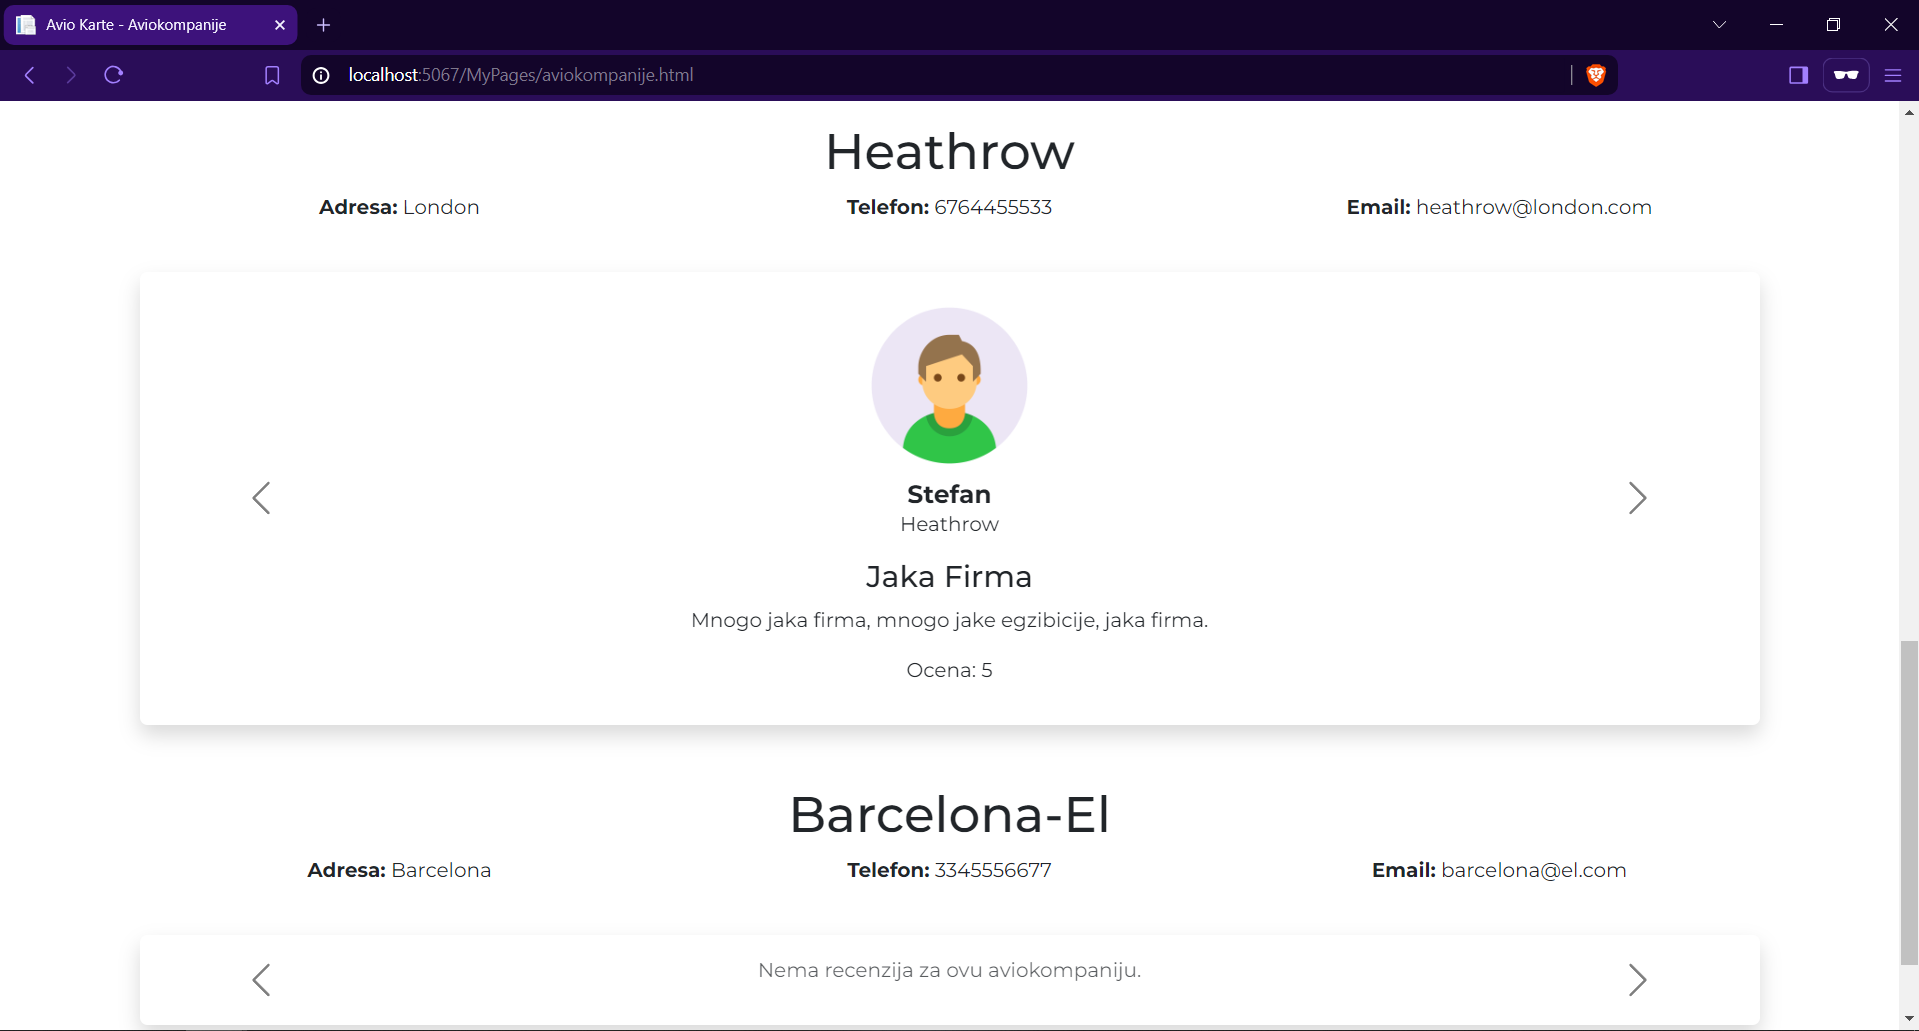 Avio Karte - Aviokompanije
localhost:5067/MyPages/aviokompanije.html
Heathrow
Adresa: London
Telefon: 6764455533
Email: heathrow@london.com
Stefan
Heathrow
Jaka Firma
Mnogo jaka firma, mnogo jake egzibicije, jaka firma.
Ocena: 5
Barcelona-El
Adresa: Barcelona
Telefon: 3345556677
Email: barcelona@el.com
Nema recenzija za ovu aviokompaniju.